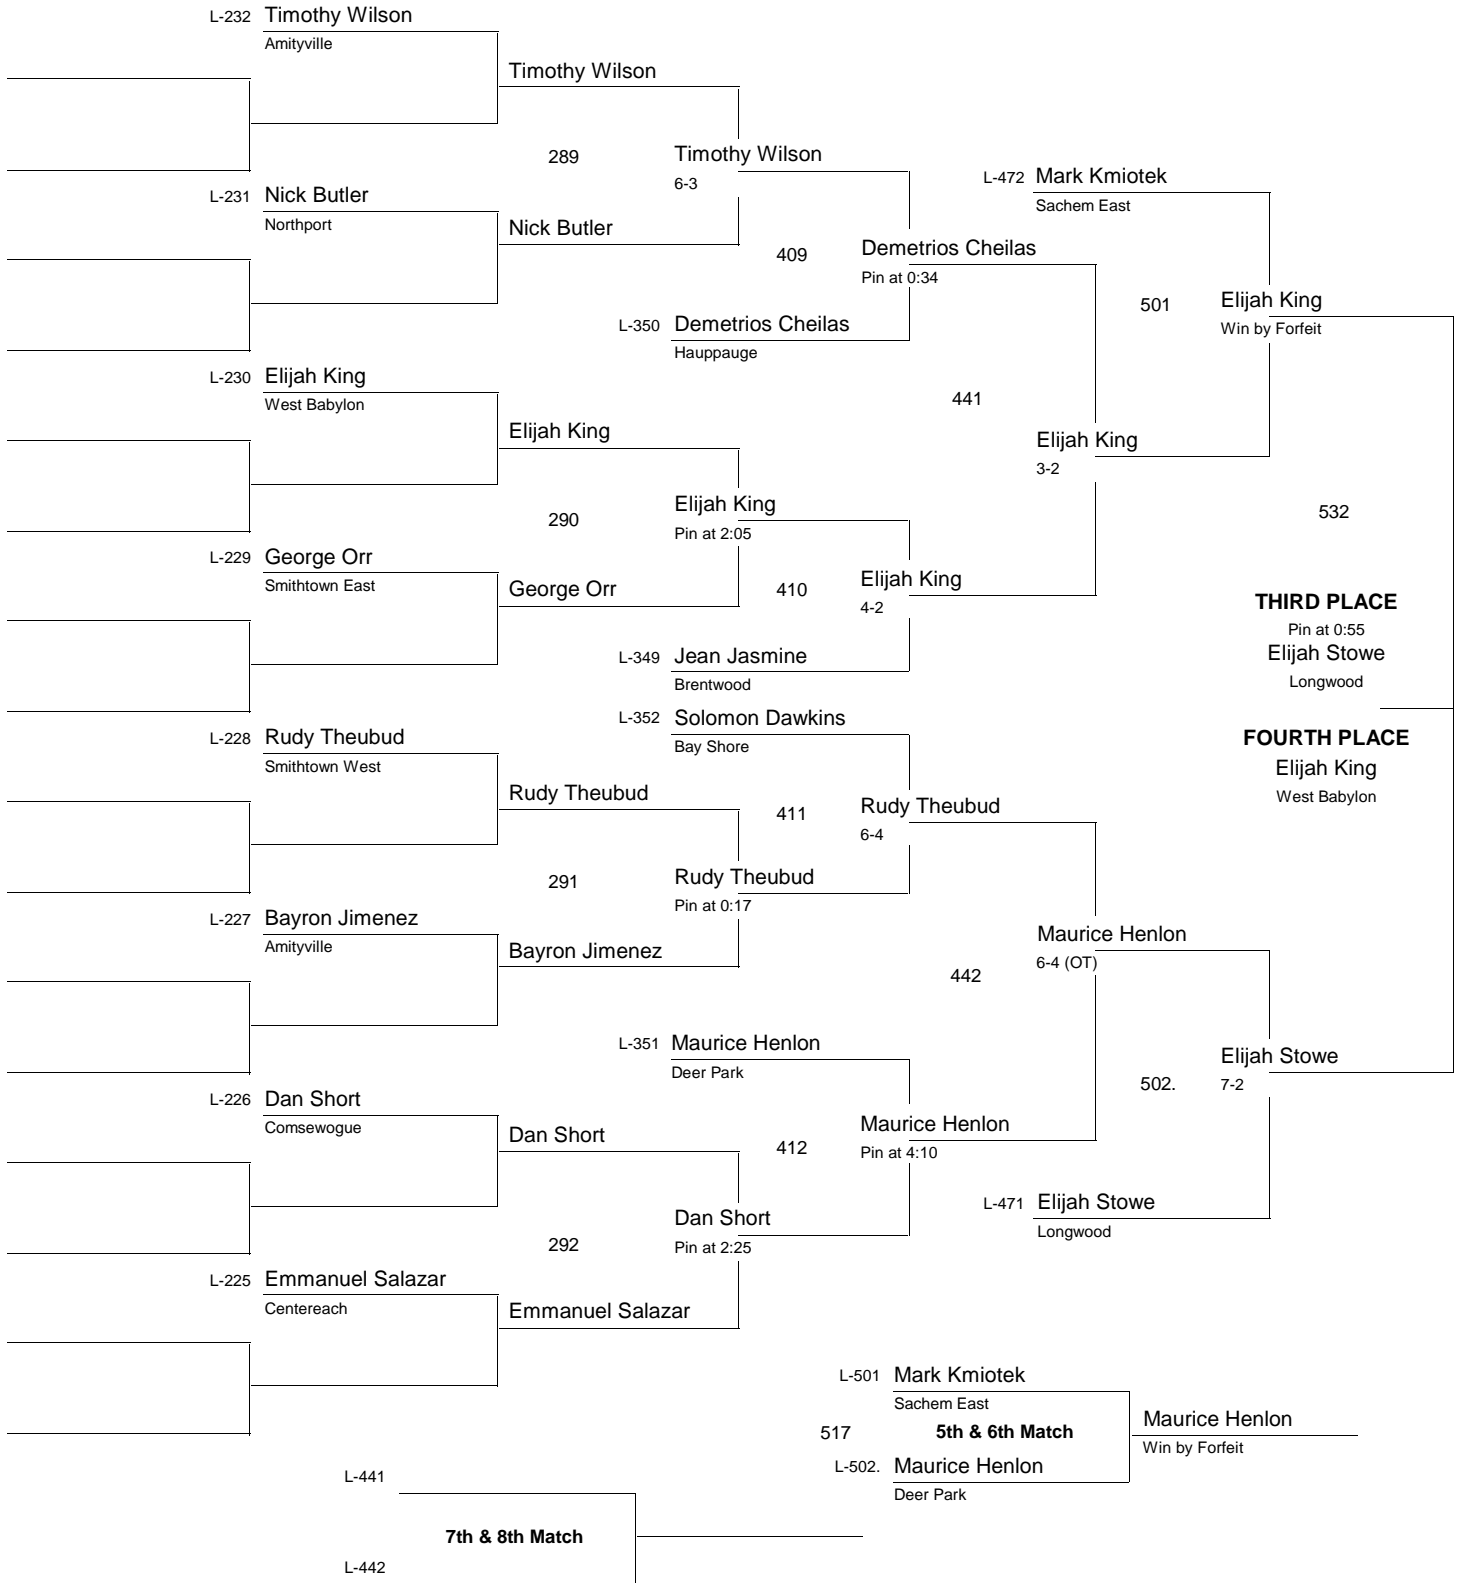 L-232 Timothy Wilson
Amityville
Timothy Wilson
289
Timothy Wilson
6-3
L-472 Mark Kmiotek
Sachem East
L-231 Nick Butler
Northport
Nick Butler
409
Demetrios Cheilas
Pin at 0:34
501
Elijah King
Win by Forfeit
L-350 Demetrios Cheilas
Hauppauge
L-230 Elijah King
West Babylon
441
Elijah King
Elijah King
3-2
290
Elijah King
Pin at 2:05
532
L-229 George Orr
Smithtown East
George Orr
410
Elijah King
4-2
THIRD PLACE
Pin at 0:55
Elijah Stowe
Longwood
L-349 Jean Jasmine
Brentwood
L-352 Solomon Dawkins
Bay Shore
L-228 Rudy Theubud
Smithtown West
FOURTH PLACE
Elijah King
West Babylon
Rudy Theubud
411
Rudy Theubud
6-4
291
Rudy Theubud
Pin at 0:17
L-227 Bayron Jimenez
Amityville
Bayron Jimenez
Maurice Henlon
6-4 (OT)
442
L-351 Maurice Henlon
Deer Park
Elijah Stowe
7-2
502.
L-226 Dan Short
Comsewogue
Dan Short
412
Maurice Henlon
Pin at 4:10
L-471 Elijah Stowe
Longwood
292
Dan Short
Pin at 2:25
L-225 Emmanuel Salazar
Centereach
Emmanuel Salazar
L-501 Mark Kmiotek
Sachem East
517 5th & 6th Match
Maurice Henlon
Win by Forfeit
L-502. Maurice Henlon
Deer Park
L-441
7th & 8th Match
L-442